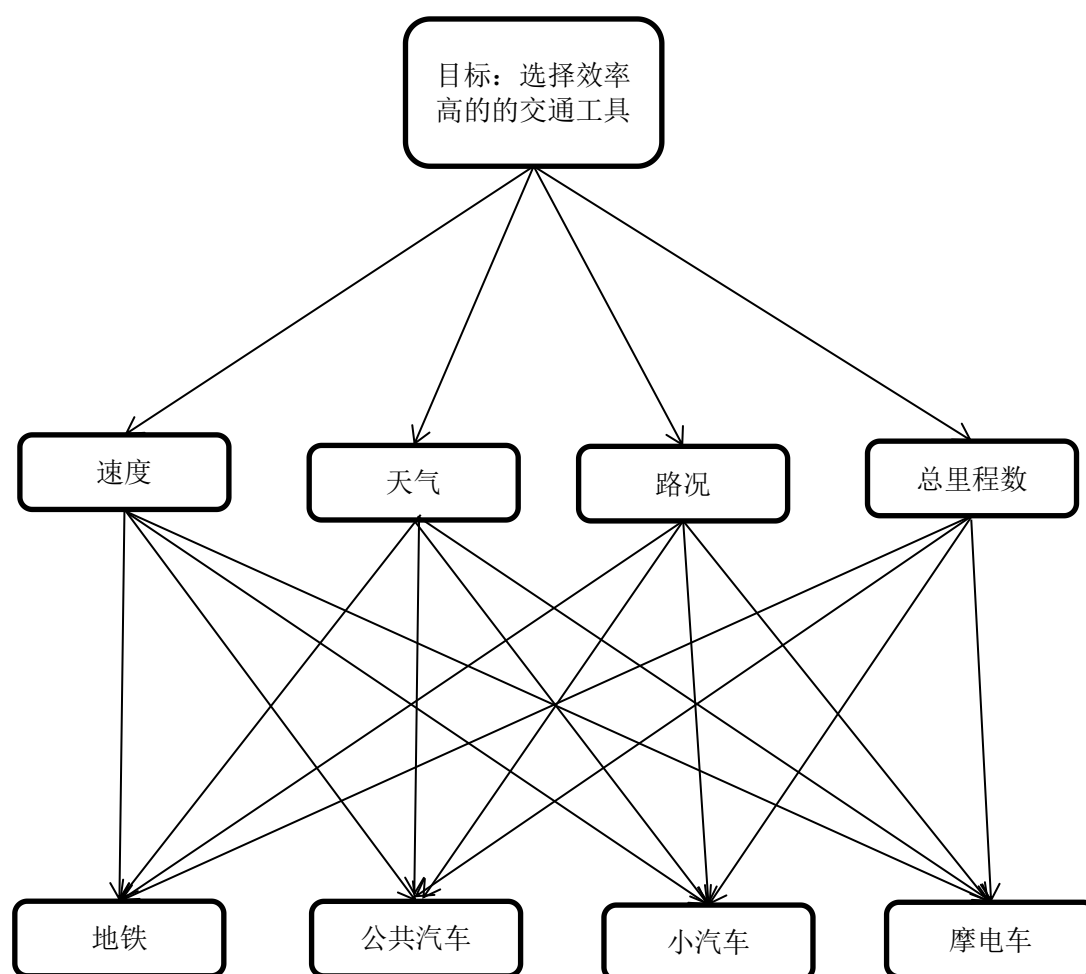 目标：选择效率
高的的交通工具
速度
天气
路况
总里程数
地铁
公共汽车
小汽车
摩电车